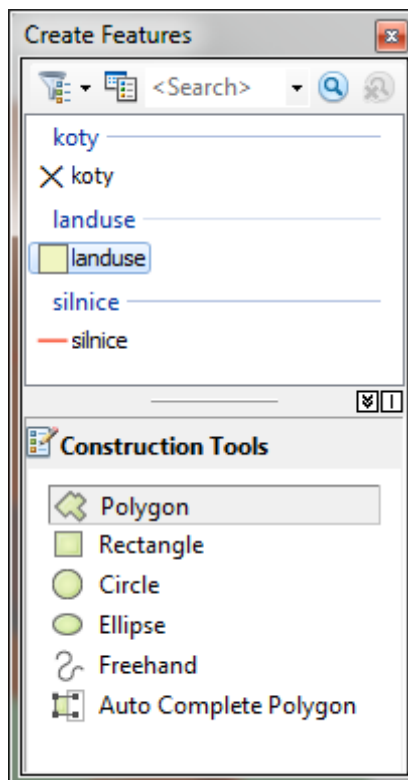 Create Features
<Search>
koty
koty
landuse
landuse
silnice
silnice
Construction Tools
Polygon
Rectangle
Circle
Ellipse
Freehand
Auto Complete Polygon